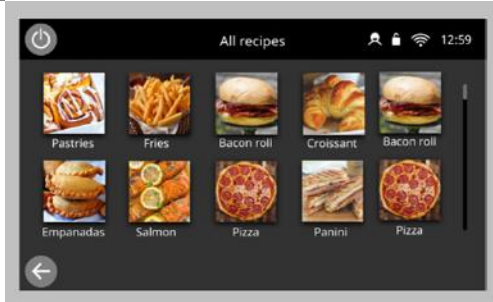 All recipes 12:59
Pastries Fries Bacon roll Croissant Bacon roll
Empanadas Salmon Pizza Panini Pizza